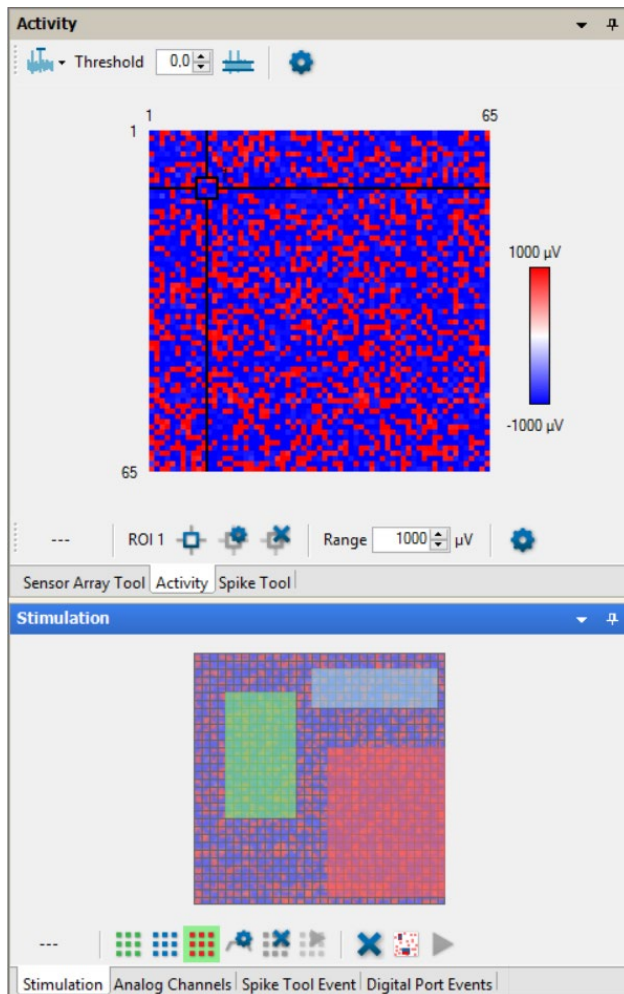 Activity
Threshold 0,0
1 65
1
1000 µV
-1000 µV
65
--- ROI 1 Range 1000 µV
Sensor Array Tool Activity Spike Tool
Stimulation
---
Stimulation Analog Channels Spike Tool Event Digital Port Events